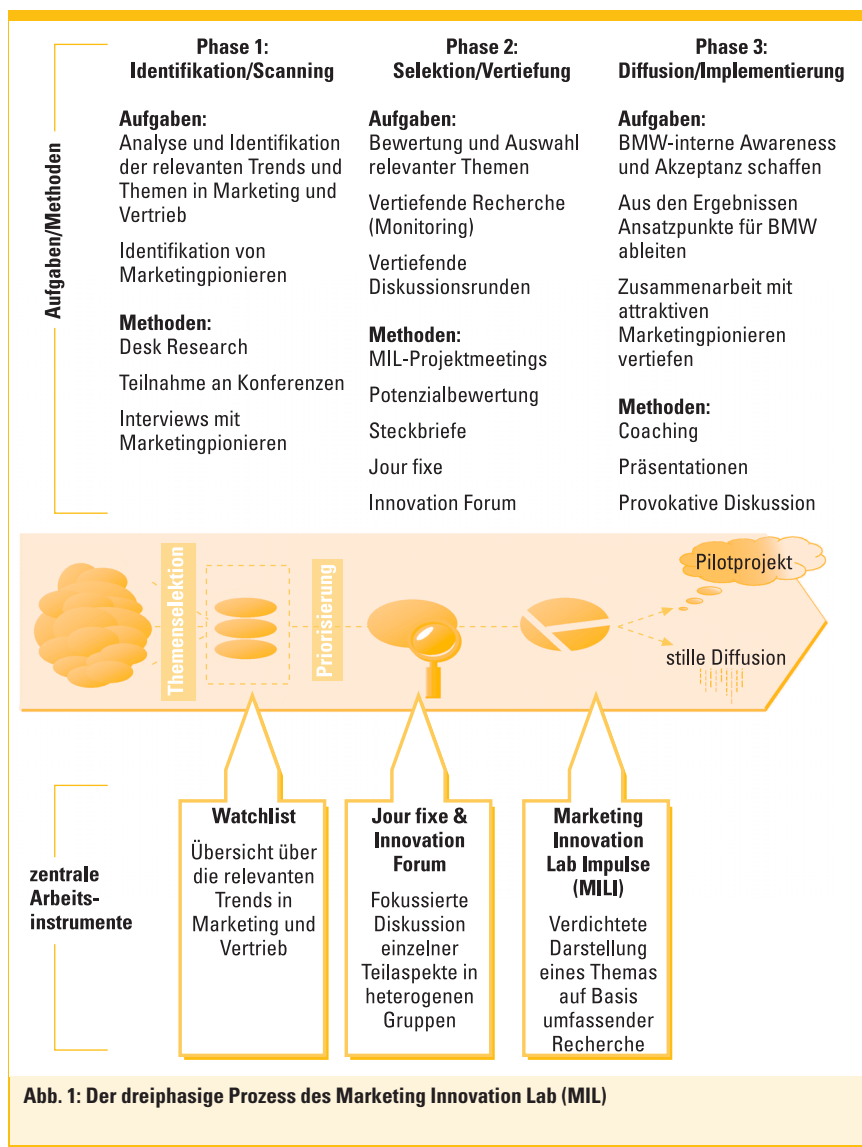 Aufgaben/Methoden
Phase 1:
Identifikation/Scanning
Aufgaben:
Analyse und Identifikation
der relevanten Trends und
Themen in Marketing und
Vertrieb
Identifikation von
Marketingpionieren
Methoden:
Desk Research
Teilnahme an Konferenzen
Interviews mit
Marketingpionieren
Phase 2:
Selektion/Vertiefung
Aufgaben:
Bewertung und Auswahl
relevanter Themen
Vertiefende Recherche
(Monitoring)
Vertiefende
Diskussionsrunden
Methoden:
MIL-Projektmeetings
Potenzialbewertung
Steckbriefe
Jour fixe
Innovation Forum
Phase 3:
Diffusion/Implementierung
Aufgaben:
BMW-interne Awareness
und Akzeptanz schaffen
Aus den Ergebnissen
Ansatzpunkte für BMW
ableiten
Zusammenarbeit mit
attraktiven
Marketingpionieren
vertiefen
Methoden:
Coaching
Präsentationen
Provokative Diskussion
Themenselektion
Priorisierung
Pilotprojekt
stille Diffusion
zentrale
Arbeits-
instrumente
Watchlist
Übersicht über
die relevanten
Trends in
Marketing und
Vertrieb
Jour fixe &
Innovation
Forum
Fokussierte
Diskussion
einzelner
Teilaspekte in
heterogenen
Gruppen
Marketing
Innovation
Lab Impulse
(MILI)
Verdichtete
Darstellung
eines Themas
auf Basis
umfassender
Recherche
Abb. 1: Der dreiphasige Prozess des Marketing Innovation Lab (MIL)